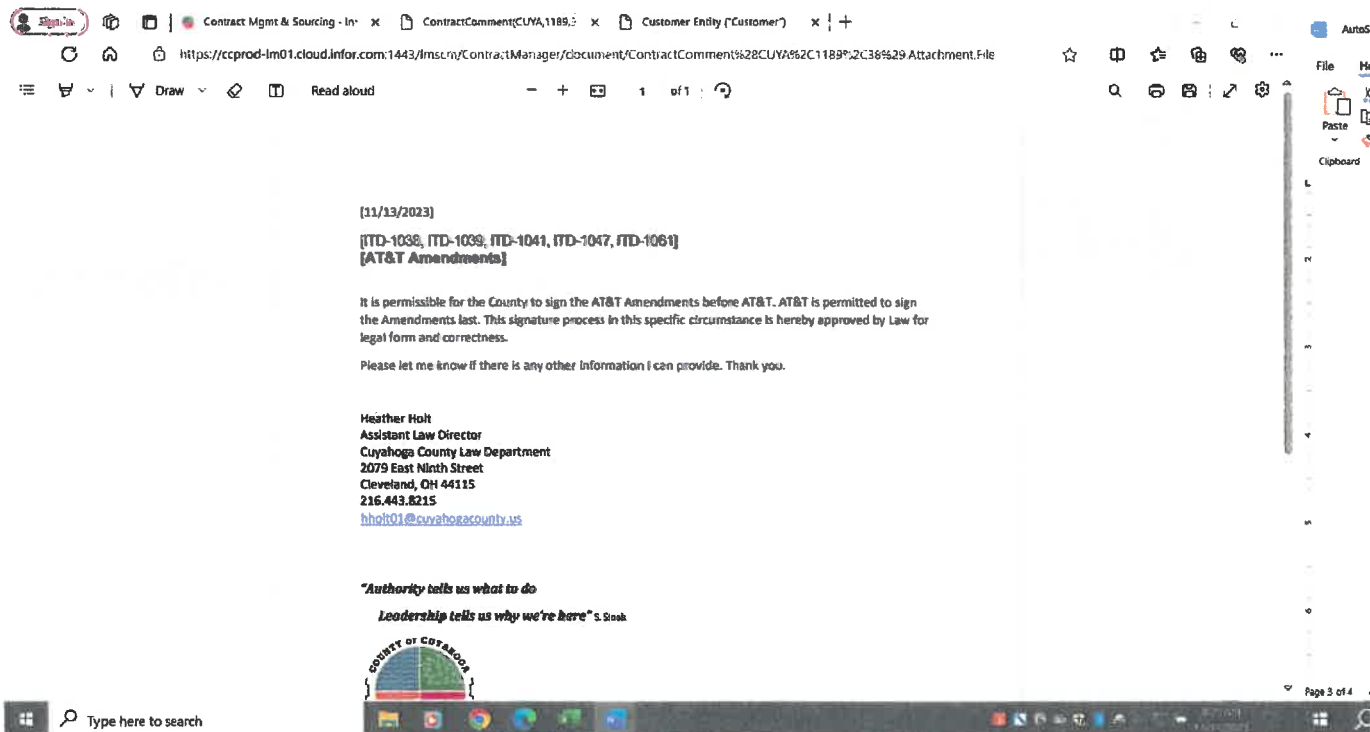 Contract Mgmt & Sourcing - In
ContractComment(CUYA,1189,3
Customer Entity ("Customer")
AutoS
https://ccprod-lm01.cloud.infor.com:1443/lmscm/ContractManager/document/ContractComment%28CUYA%2C1189%2C38%29.Attachment.File
File
Draw
Read aloud
1 of 1
Paste
Clipboard
[11/13/2023]
[ITD-1038, ITD-1039, ITD-1041, ITD-1047, ITD-1061]
[AT&T Amendments]
It is permissible for the County to sign the AT&T Amendments before AT&T. AT&T is permitted to sign
the Amendments last. This signature process in this specific circumstance is hereby approved by Law for
legal form and correctness.
Please let me know if there is any other information I can provide. Thank you.
Heather Holt
Assistant Law Director
Cuyahoga County Law Department
2079 East Ninth Street
Cleveland, OH 44115
216.443.8215
hholt01@cuyahogacounty.us
"Authority tells us what to do
Leadership tells us why we're here" S.
COUNTY OF CUYAHOGA
Page 3 of 4
Type here to search